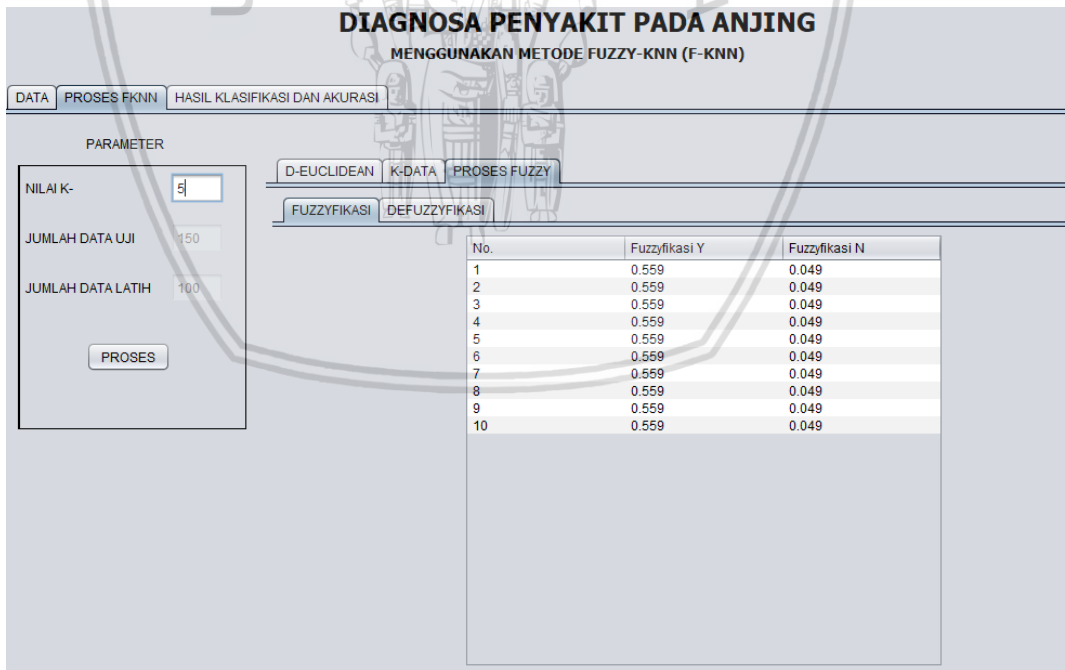 DIAGNOSA PENYAKIT PADA ANJING
MENGGUNAKAN METODE FUZZY-KNN (F-KNN)
DATA PROSES FKNN HASIL KLASIFIKASI DAN AKURASI
PARAMETER
NILAI K- 5
JUMLAH DATA UJI 150
JUMLAH DATA LATIH 100
PROSES
D-EUCLIDEAN K-DATA PROSES FUZZY
FUZZYFIKASI DEFUZZYFIKASI
No. Fuzzyfikasi Y Fuzzyfikasi N
1 0.559 0.049
2 0.559 0.049
3 0.559 0.049
4 0.559 0.049
5 0.559 0.049
6 0.559 0.049
7 0.559 0.049
8 0.559 0.049
9 0.559 0.049
10 0.559 0.049